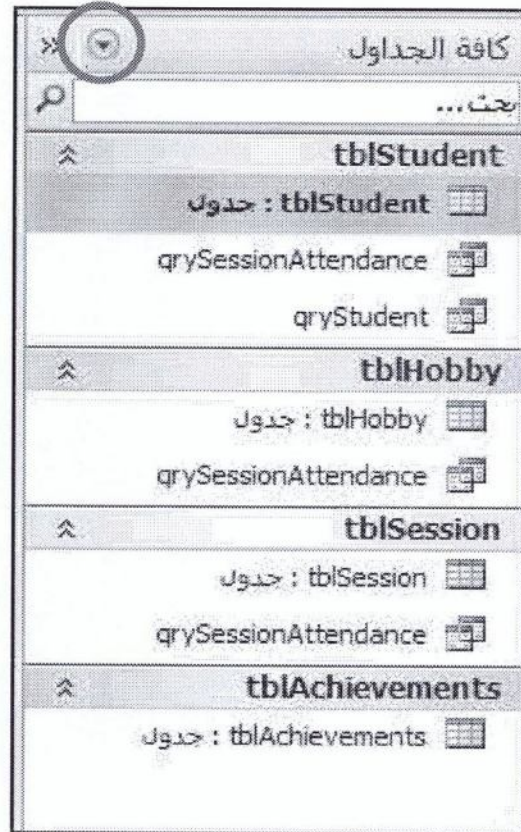 كافة الجداول
بحث...
tblStudent
tblStudent : جدول
qrySessionAttendance
qryStudent
tblHobby
tblHobby : جدول
qrySessionAttendance
tblSession
tblSession : جدول
qrySessionAttendance
tblAchievements
tblAchievements : جدول